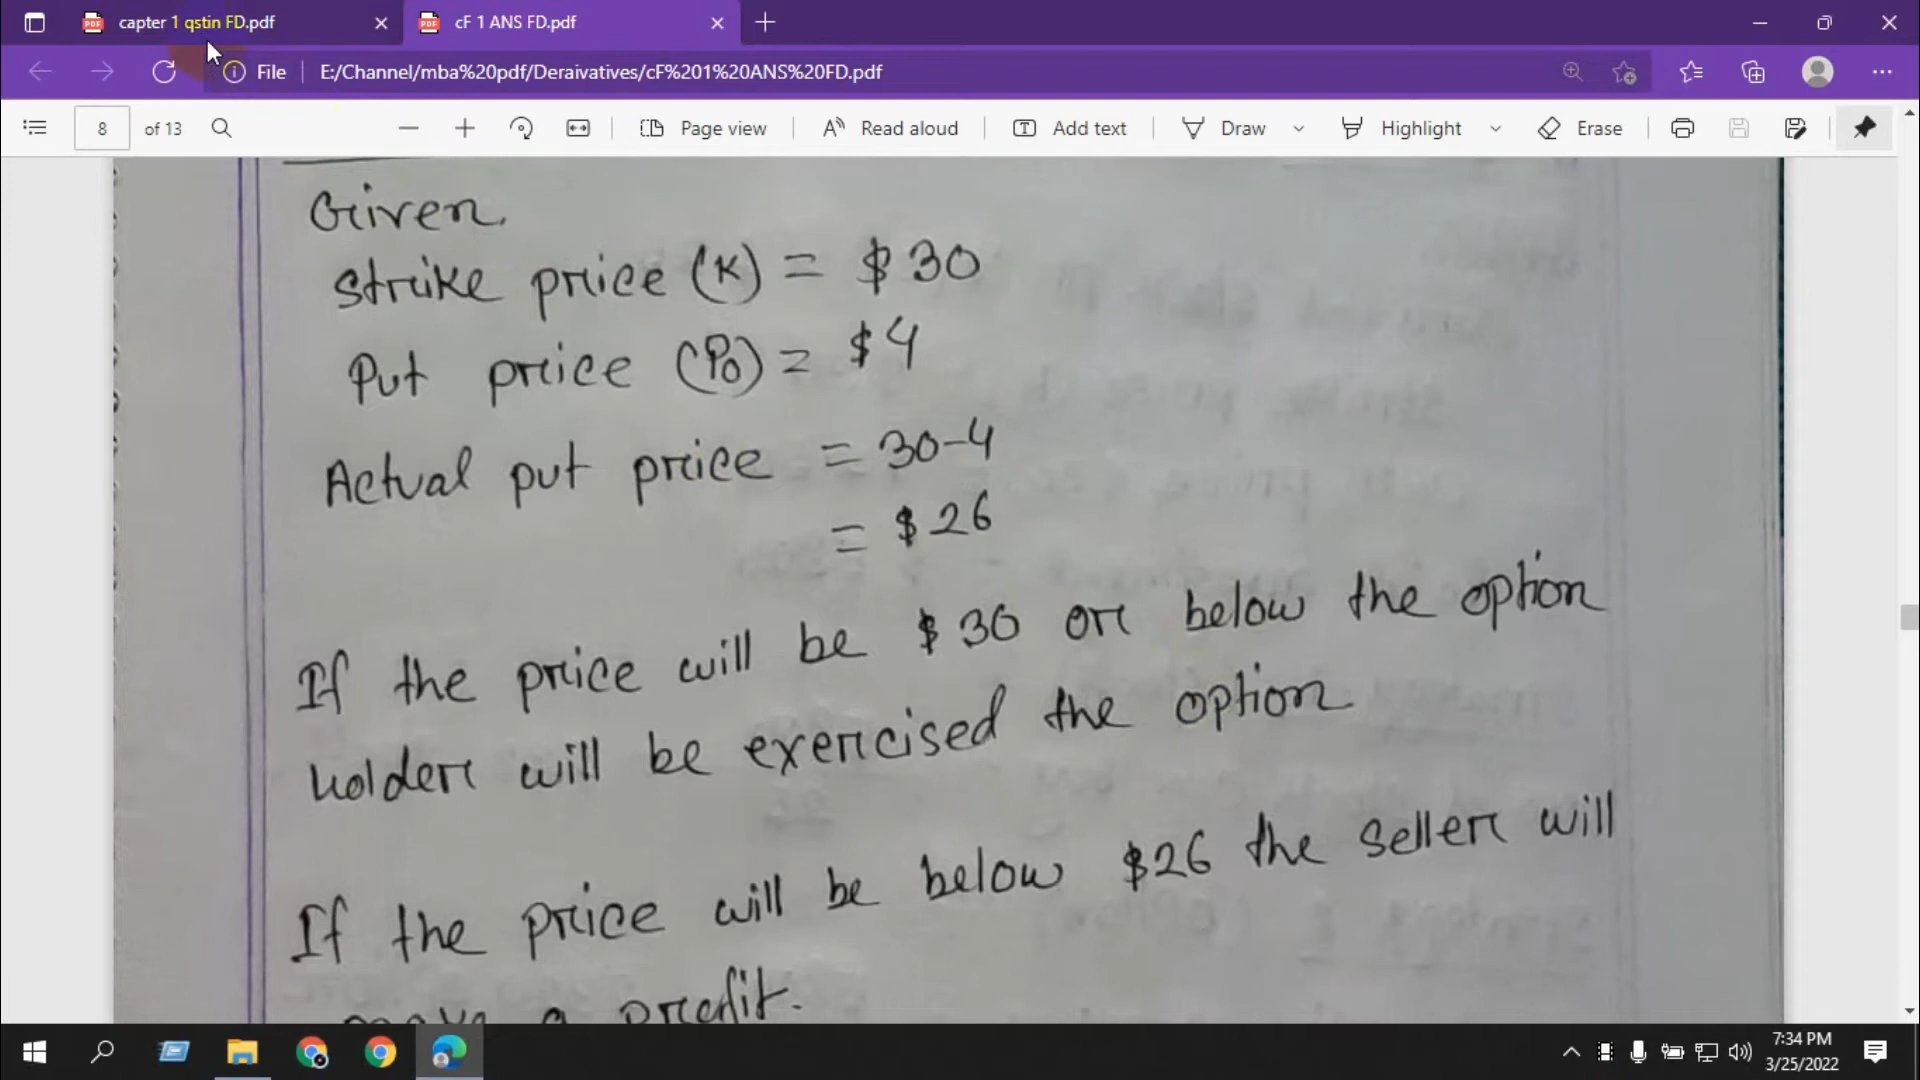 capter 1 qstin FD.pdf
cF 1 ANS FD.pdf
File
E:/Channel/mba%20pdf/Deraivatives/cF%201%20ANS%20FD.pdf
8 of 13
Page view
Read aloud
Add text
Draw
Highlight
Erase
Given,
Strike price (K) = $30
Put price (P0) = $4
Actual put price = 30-4
= $26
If the price will be $30 or below the option
holder will be exercised the option
If the price will be below $26 the seller will
a profit.
7:34 PM
3/25/2022